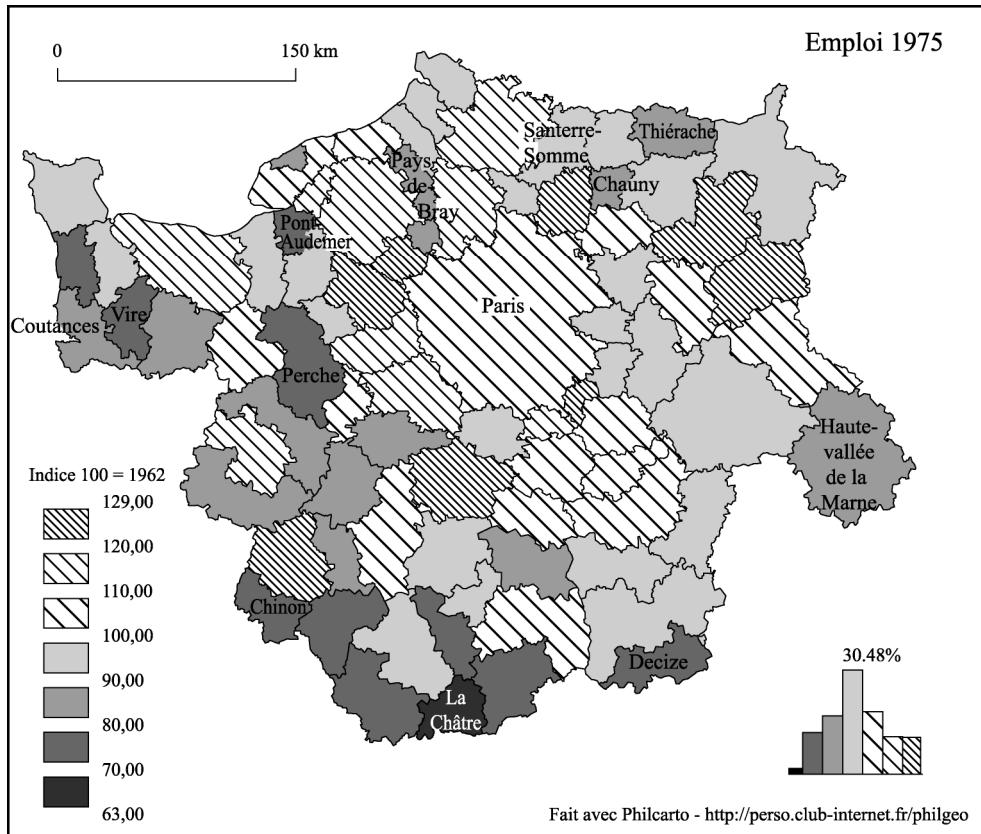 Emploi 1975
0 150 km
Santerre-
Somme
Thiérache
Pays-
de-
Bray
Chauny
Pont-
Audemer
Paris
Coutances
Vire
Perche
Haute-
vallée
de la
Marne
Indice 100 = 1962
129,00
120,00
110,00
100,00
90,00
80,00
70,00
63,00
Chinon
Decize
La
Châtre
30.48%
Fait avec Philcarto - http://perso.club-internet.fr/philgeo